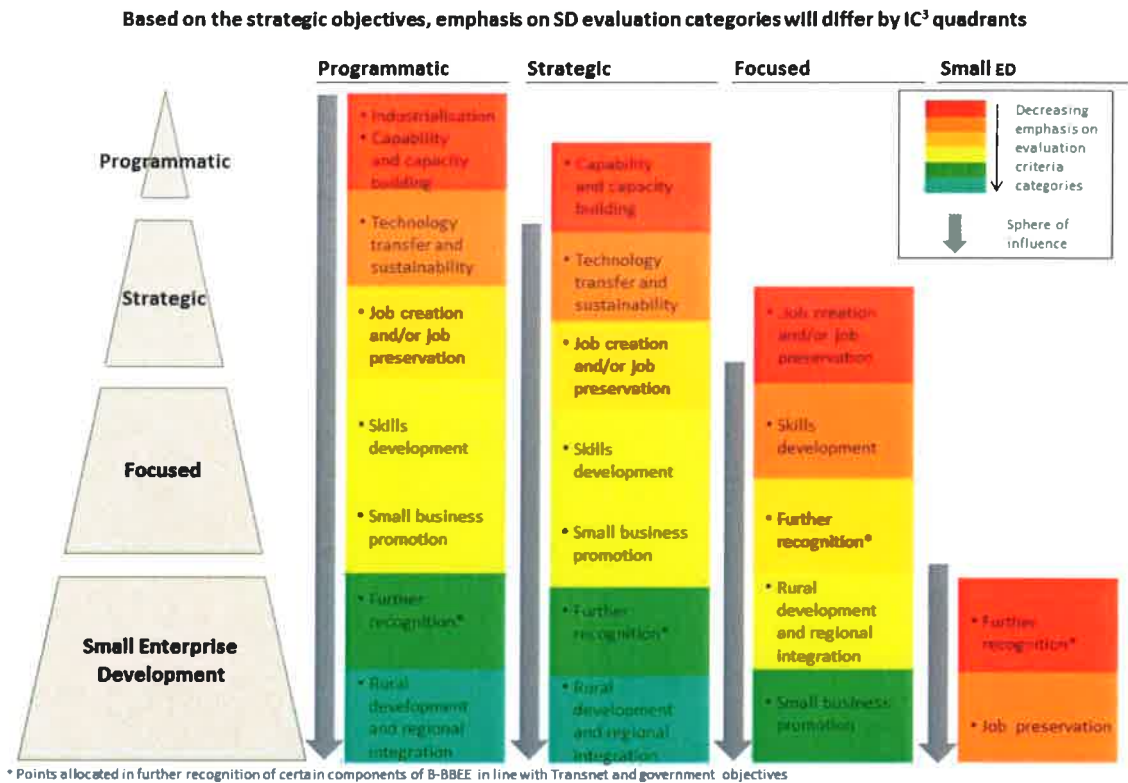 Based on the strategic objectives, emphasis on SD evaluation categories will differ by IC³ quadrants
Programmatic
Strategic
Focused
Small ED
Programmatic
Strategic
Focused
Small Enterprise
Development
• Industrialisation
• Capability
and capacity
building
• Technology
transfer and
sustainability
• Job creation
and/or job
preservation
• Skills
development
• Small business
promotion
• Further
recognition*
• Rural
development
and regional
integration
• Capability
and capacity
building
• Technology
transfer and
sustainability
• Job creation
and/or job
preservation
• Skills
development
• Small business
promotion
• Further
recognition*
• Rural
development
and regional
integration
• Job creation
and/or job
preservation
• Skills
development
• Further
recognition*
• Rural
development
and regional
integration
• Small business
promotion
• Further
recognition*
• Job preservation
Decreasing
emphasis on
evaluation
criteria
categories
Sphere of
influence
* Points allocated in further recognition of certain components of B-BBEE in line with Transnet and government objectives